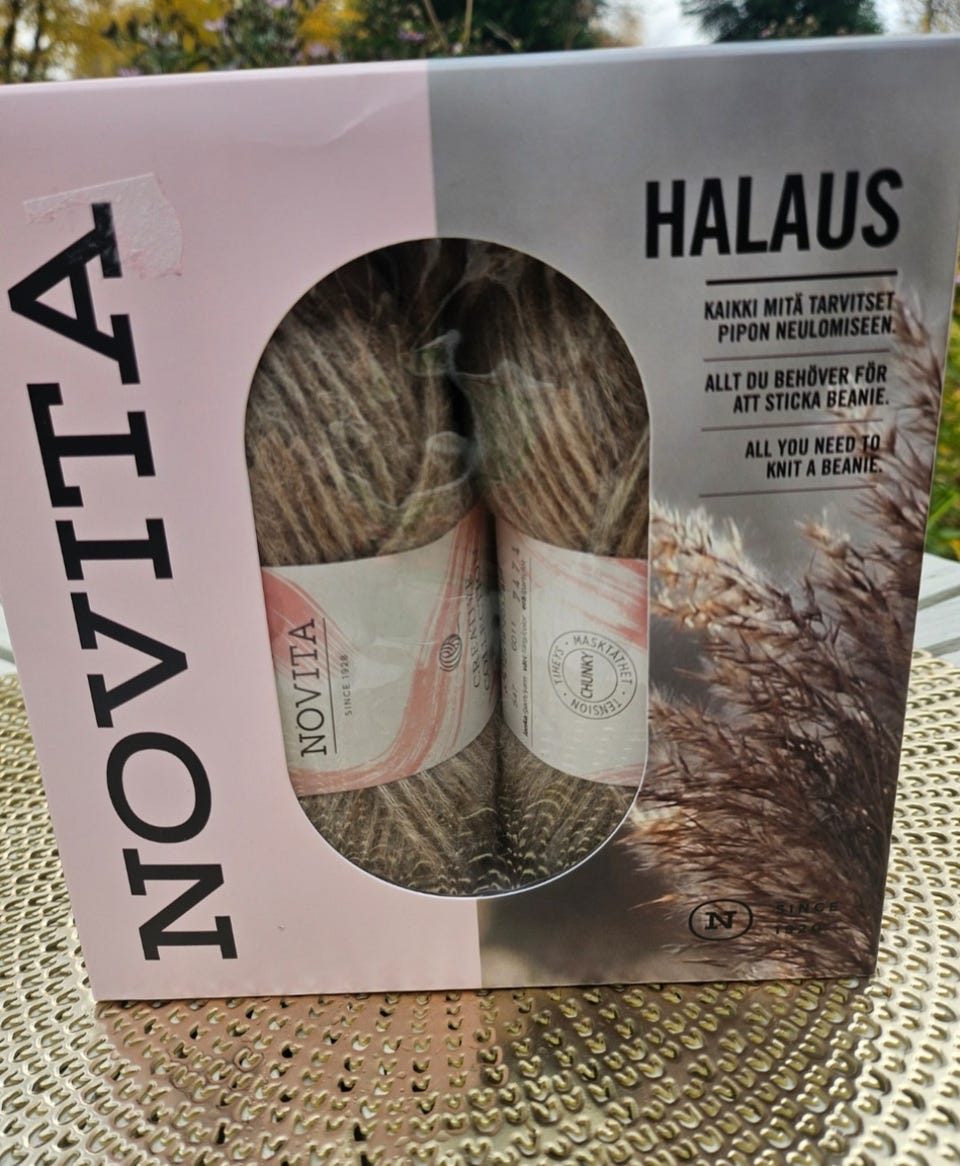 NOVITA
HALAUS
KAIKKI MITÄ TARVITSET
PIPON NEULOMISEEN.
ALLT DU BEHÖVER FÖR
ATT STICKA BEANIE.
ALL YOU NEED TO
KNIT A BEANIE.
NOVITA
SINCE 1928
TIHEYS · MASKTÄTHET · TENSION
CHUNKY
N
SINCE